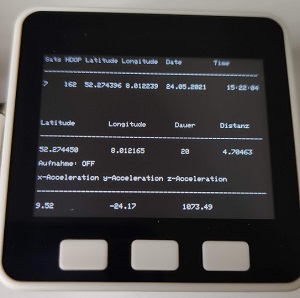 Sats HDOP Latitude Longitude Date Time
162 52.274396 8.012239 24.05.2021 15:22:04
Latitude Longitude Dauer Distanz
52.274450 8.012165 20 4.78463
Aufnahme: OFF
x-Acceleration y-Acceleration z-Acceleration
9.52 -24.17 1073.49